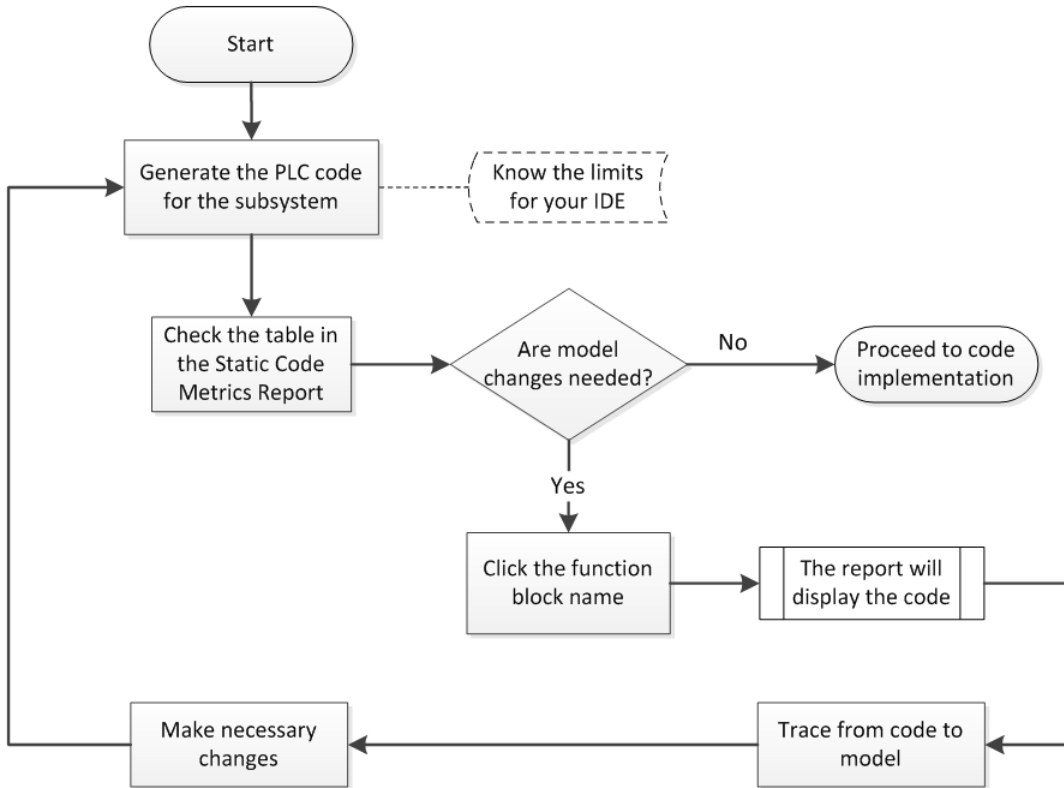 Start
Generate the PLC code
for the subsystem
Know the limits
for your IDE
Check the table in
the Static Code
Metrics Report
Are model
changes needed?
No
Proceed to code
implementation
Yes
Click the function
block name
The report will
display the code
Make necessary
changes
Trace from code to
model